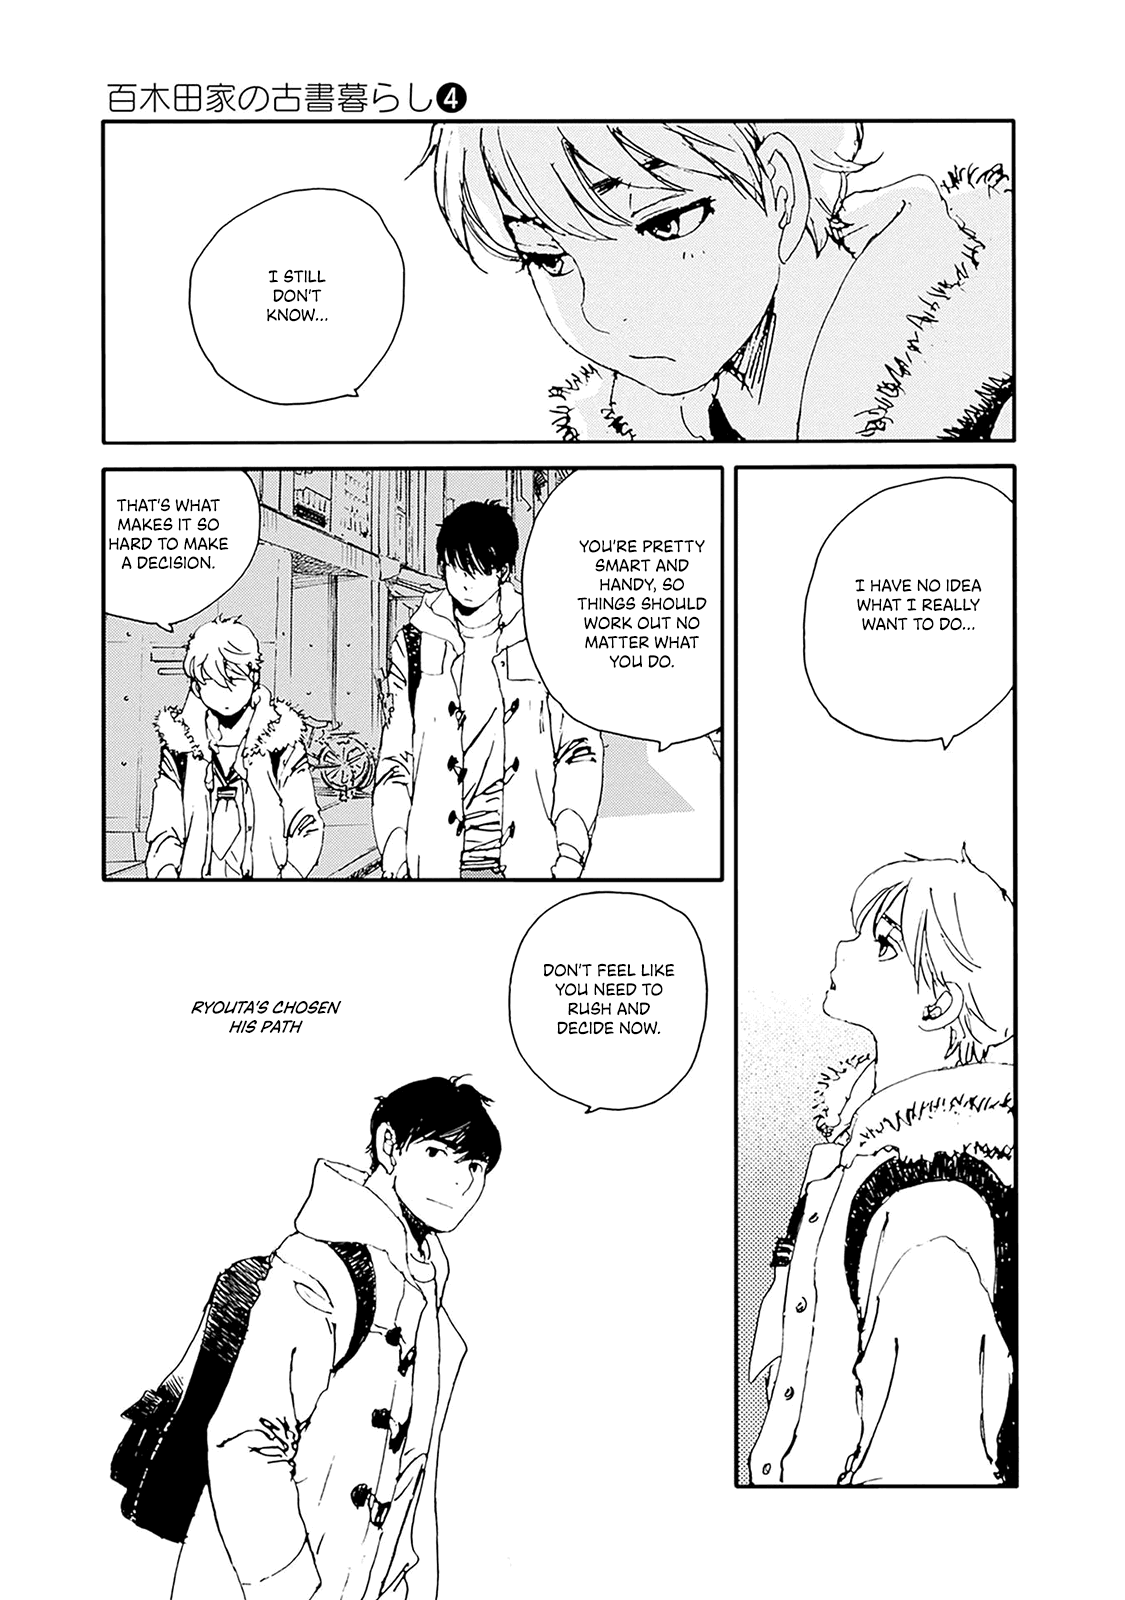 百木田家の古書暮らし❹
I STILL
DON'T
KNOW...
I HAVE NO IDEA
WHAT I REALLY
WANT TO DO...
YOU'RE PRETTY
SMART AND
HANDY, SO
THINGS SHOULD
WORK OUT NO
MATTER WHAT
YOU DO.
THAT'S WHAT
MAKES IT SO
HARD TO MAKE
A DECISION.
DON'T FEEL LIKE
YOU NEED TO
RUSH AND
DECIDE NOW.
RYOUTA'S CHOSEN
HIS PATH